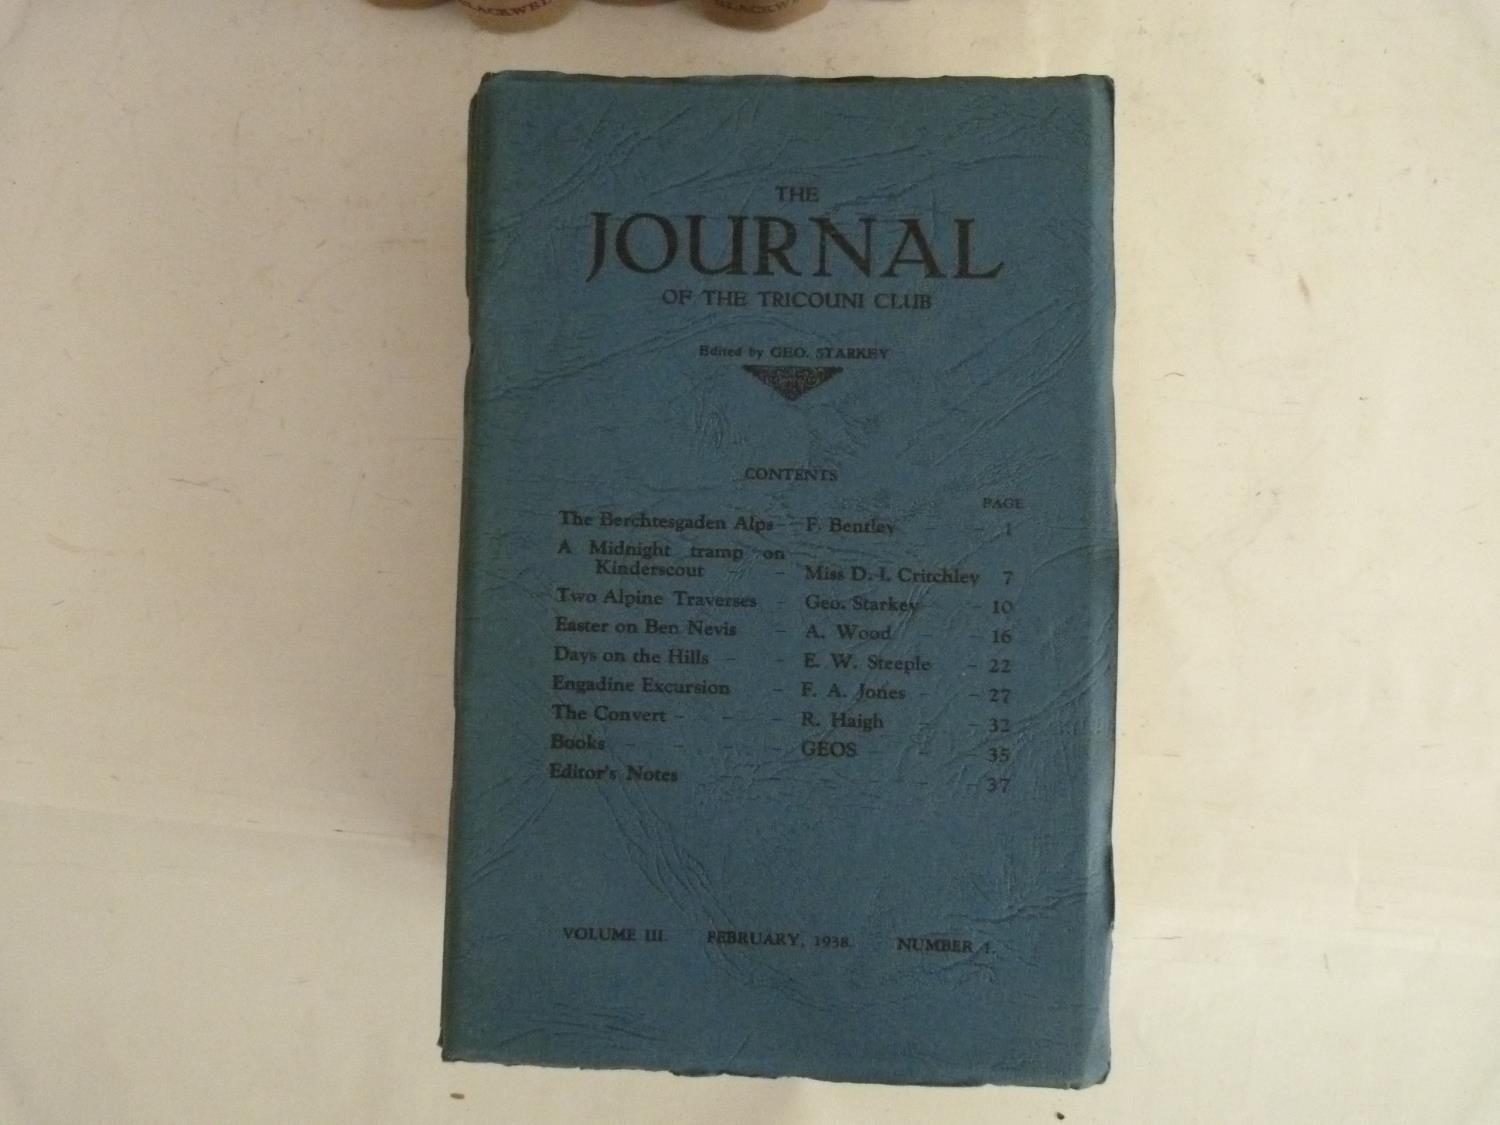 BLACKWEL
BLACKWE
THE
JOURNAL
OF THE TRICOUNI CLUB
Edited by GEO. STARKEY
CONTENTS
PAGE
The Berchtesgaden Alps - - F. Bentley - - 1
A Midnight tramp on
Kinderscout - - Miss D. I. Critchley 7
Two Alpine Traverses - Geo. Starkey - 10
Easter on Ben Nevis - A. Wood - - 16
Days on the Hills - - E. W. Steeple - 22
Engadine Excursion - F. A. Jones - - 27
The Convert - - - R. Haigh - - 32
Books - - - - GEOS - - - 35
Editor's Notes - - - - - - 37
VOLUME III. FEBRUARY, 1938. NUMBER 1.